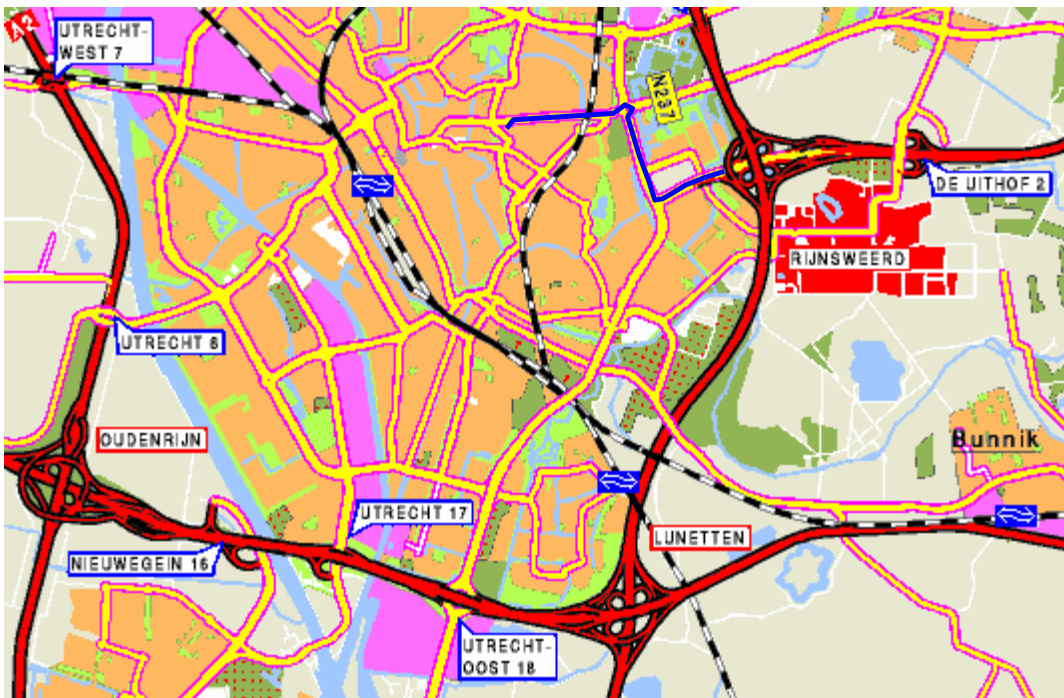 A2
UTRECHT-
WEST 7
N237
DE UITHOF 2
RIJNSWEERD
UTRECHT 6
OUDENRIJN
Bunnik
UTRECHT 17
LUNETTEN
NIEUWEGEIN 16
UTRECHT-
OOST 18